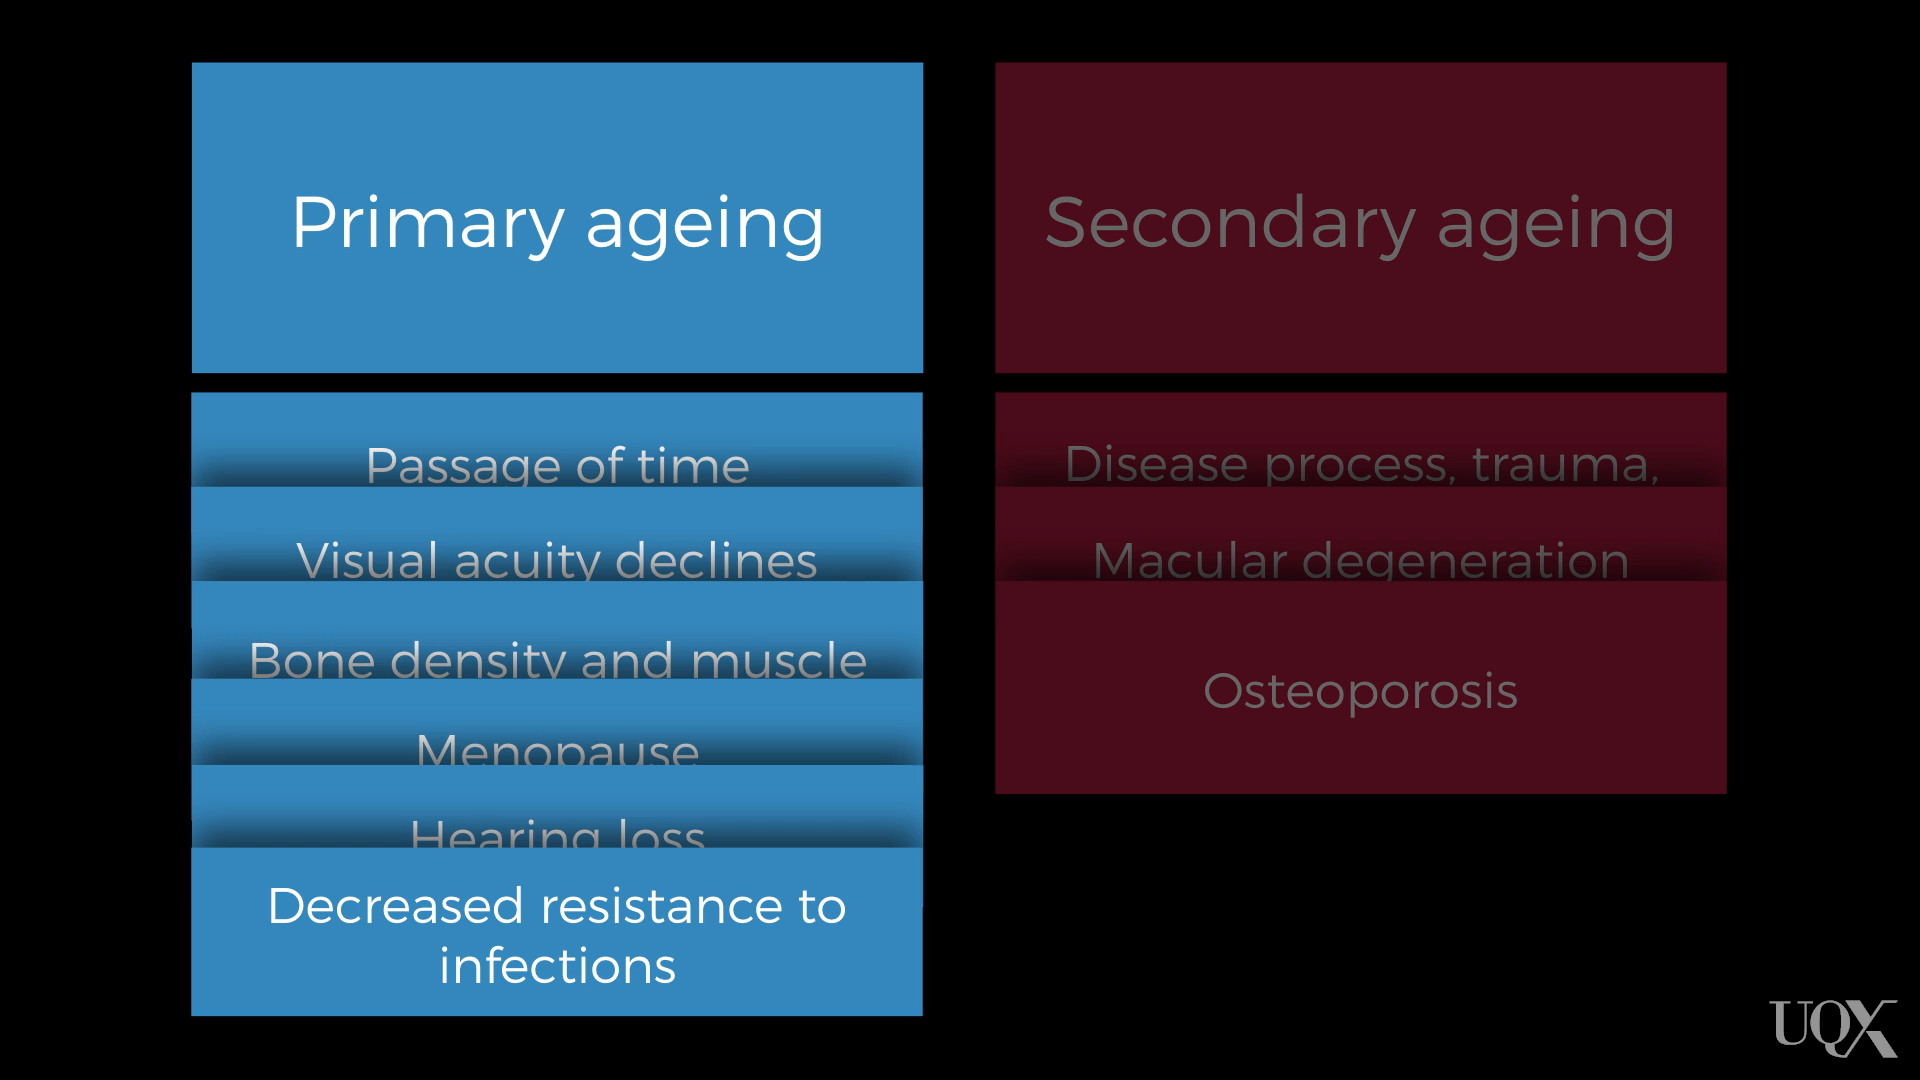 Primary ageing
Passage of time
Visual acuity declines
Bone density and muscle
Menopause
Hearing loss
Decreased resistance to
infections
Secondary ageing
Disease process, trauma,
Macular degeneration
Osteoporosis
UQX